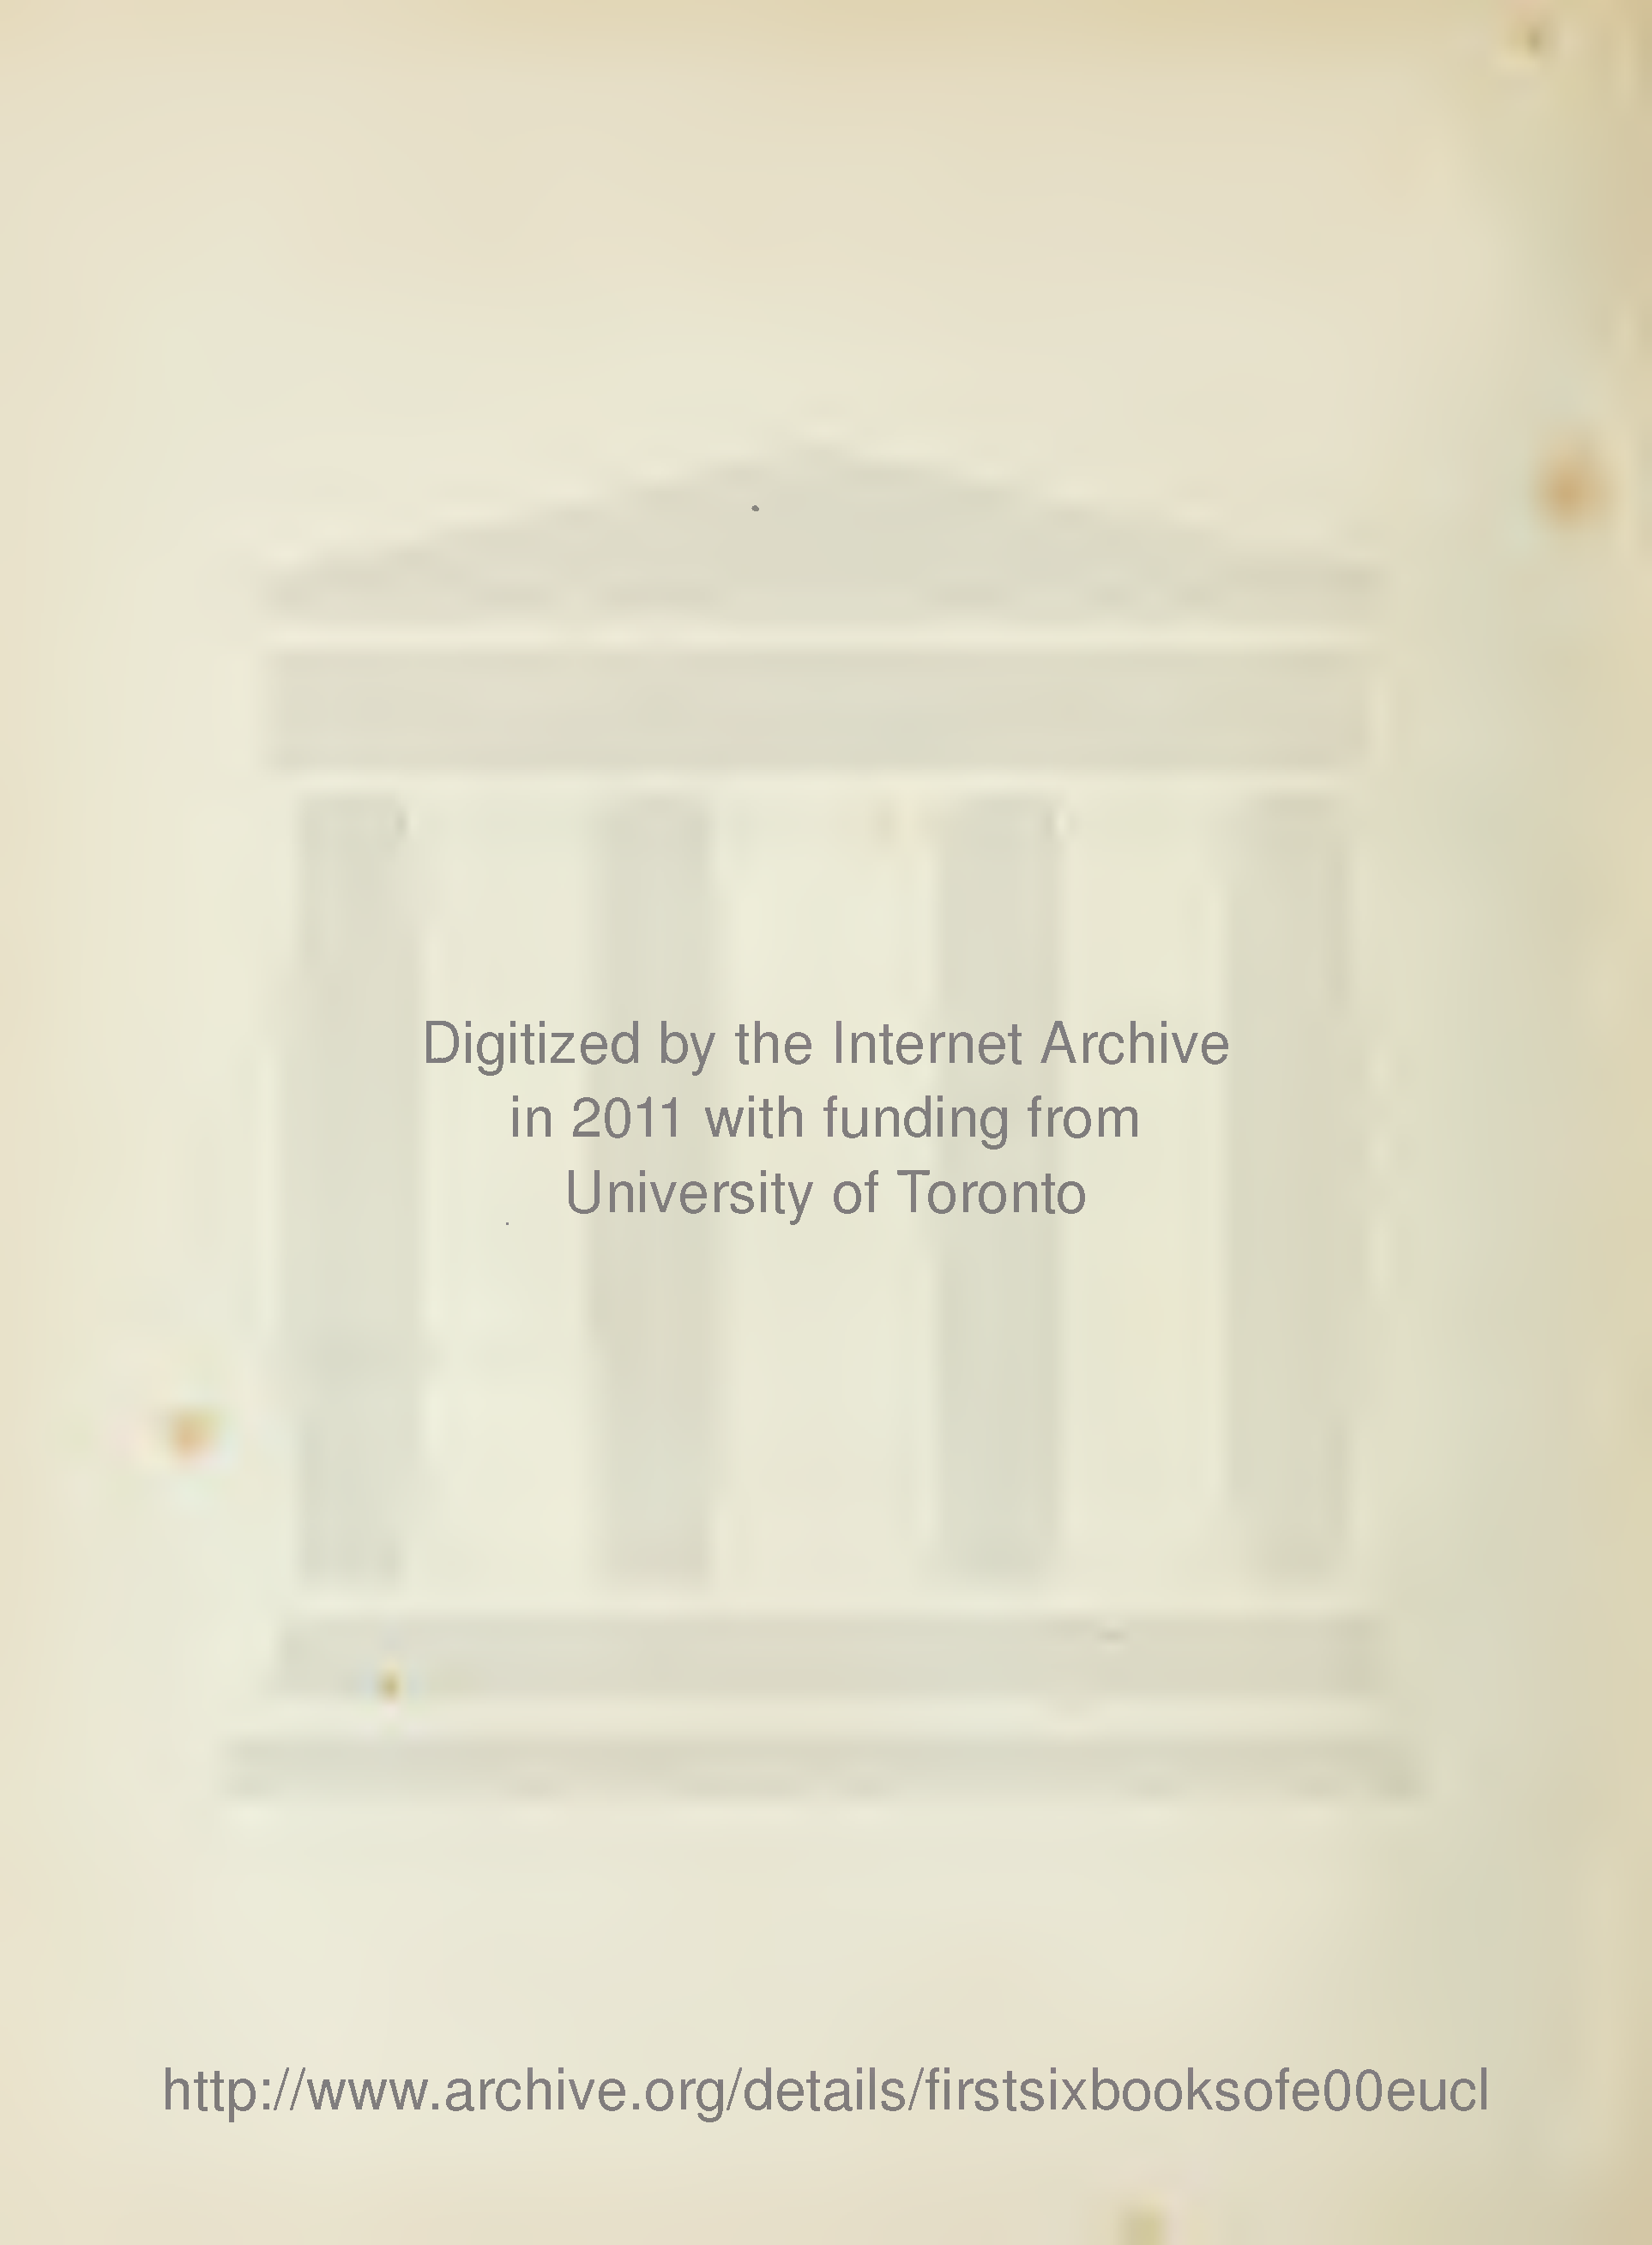 Digitized by the Internet Archive
in 2011 with funding from
University of Toronto
http://www.archive.org/details/firstsixbooksofe00eucl